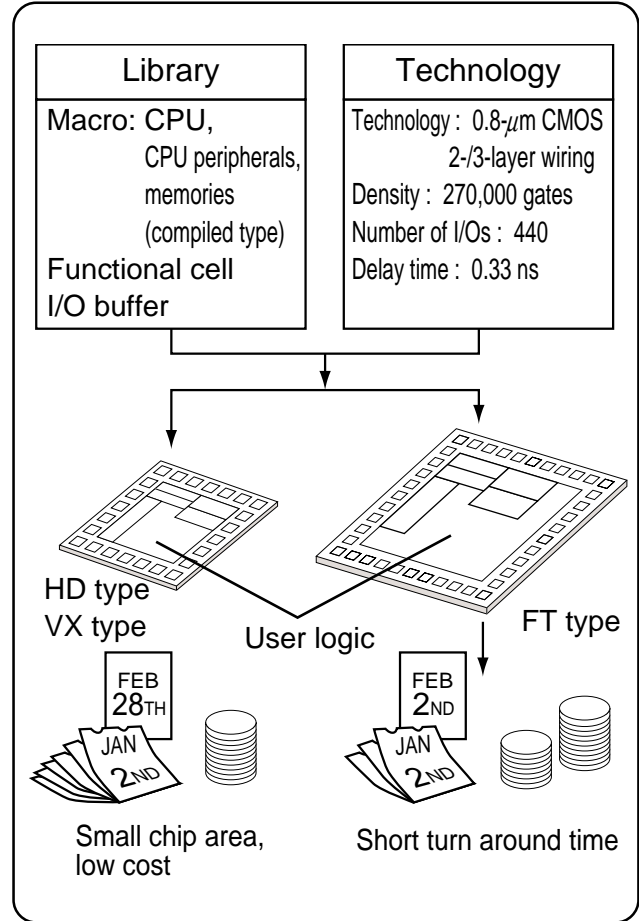 Library
Macro: CPU,
CPU peripherals,
memories
(compiled type)
Functional cell
I/O buffer
Technology
Technology : 0.8-μm CMOS
2-/3-layer wiring
Density : 270,000 gates
Number of I/Os : 440
Delay time : 0.33 ns
HD type
VX type
User logic
FT type
FEB
28TH
JAN
2ND
FEB
2ND
JAN
2ND
Small chip area,
low cost
Short turn around time